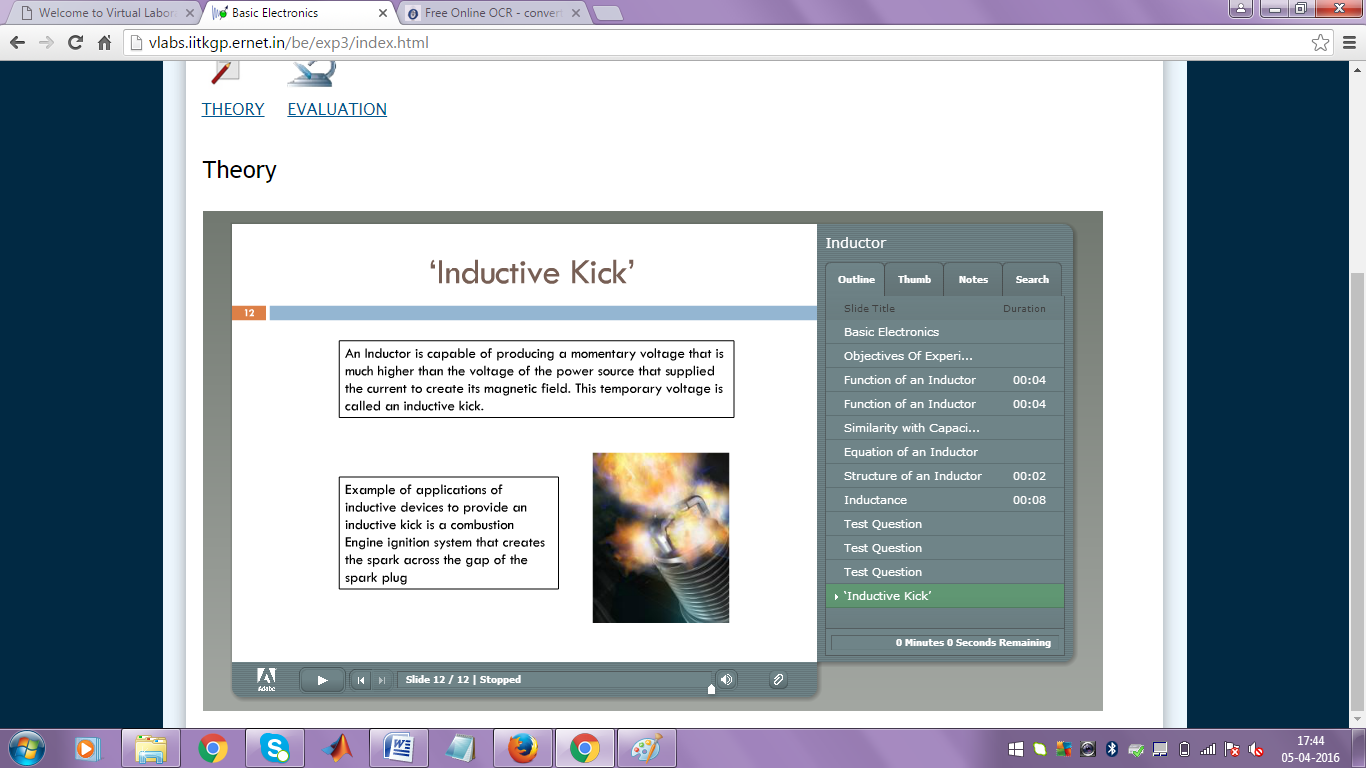 Welcome to Virtual Labor
Basic Electronics
Free Online OCR - convert
vlabs.iitkgp.ernet.in/be/exp3/index.html
THEORY EVALUATION
Theory
‘Inductive Kick’
12
An Inductor is capable of producing a momentary voltage that is
much higher than the voltage of the power source that supplied
the current to create its magnetic field. This temporary voltage is
called an inductive kick.
Example of applications of
inductive devices to provide an
inductive kick is a combustion
Engine ignition system that creates
the spark across the gap of the
spark plug
Inductor
Outline Thumb Notes Search
Slide Title Duration
Basic Electronics
Objectives Of Experi...
Function of an Inductor 00:04
Function of an Inductor 00:04
Similarity with Capaci...
Equation of an Inductor
Structure of an Inductor 00:02
Inductance 00:08
Test Question
Test Question
Test Question
‘Inductive Kick’
0 Minutes 0 Seconds Remaining
Adobe
Slide 12 / 12 | Stopped
17:44
05-04-2016